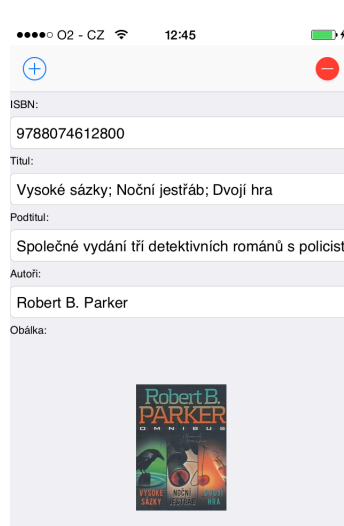 O2 - CZ 12:45
ISBN:
9788074612800
Titul:
Vysoké sázky; Noční jestřáb; Dvojí hra
Podtitul:
Společné vydání tří detektivních románů s policist
Autoři:
Robert B. Parker
Obálka:
Robert B.
PARKER
OMNIBUS
VYSOKÉ NOČNÍ DVOJÍ
SÁZKY JESTŘÁB HRA